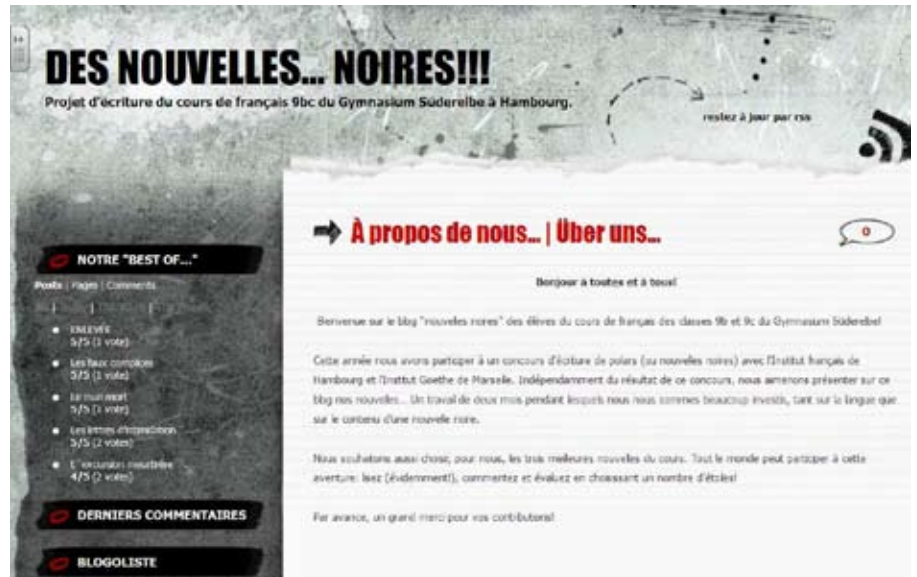 DES NOUVELLES... NOIRES!!!
Projet d'écriture du cours de français 9bc du Gymnasium Süderelbe à Hambourg.
restez à jour par rss
À propos de nous... | Über uns...
0
NOTRE "BEST OF..."
Posts | Pages | Comments
ENLEVÉE
5/5 (1 vote)
Les faux complices
5/5 (1 vote)
Le mari mort
5/5 (1 vote)
Les lettres d'intimidation
5/5 (2 votes)
L'excursion meurtrière
4/5 (2 votes)
DERNIERS COMMENTAIRES
BLOGOLISTE
Bonjour à toutes et à tous!
Bienvenue sur le blog "nouvelles noires" des élèves du cours de français des classes 9b et 9c du Gymnasium Süderelbe!
Cette année nous avons participer à un concours d'écriture de polars (ou nouvelles noires) avec l'Institut français de
Hambourg et l'Institut Goethe de Marseille. Indépendamment du résultat de ce concours, nous aimerions présenter sur ce
blog nos nouvelles... Un travail de deux mois pendant lesquels nous nous sommes beaucoup investis, tant sur la langue que
sur le contenu d'une nouvelle noire.
Nous souhaitons aussi choisir, pour nous, les trois meilleures nouvelles du cours. Tout le monde peut participer à cette
aventure: lisez (évidemment!), commentez et évaluez en choisissant un nombre d'étoiles!
Par avance, un grand merci pour vos contributions!